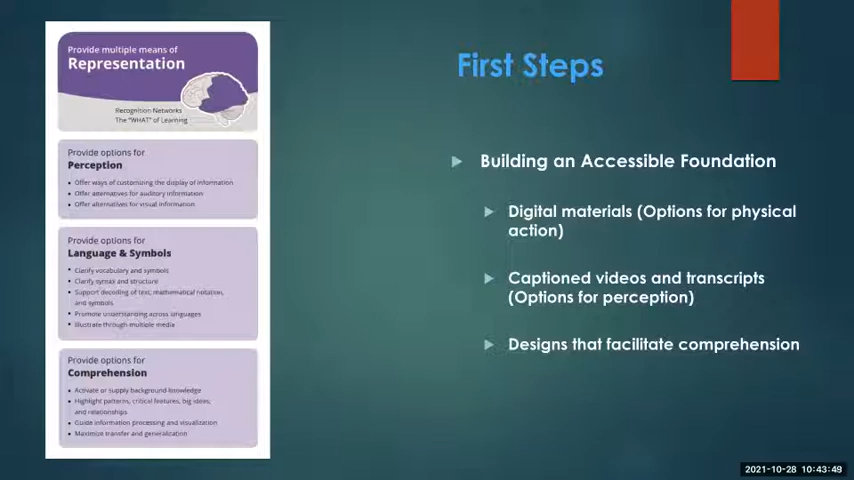 Provide multiple means of
Representation
Recognition Networks
The "WHAT" of Learning
Provide options for
Perception
• Offer ways of customizing the display of information
• Offer alternatives for auditory information
• Offer alternatives for visual information
Provide options for
Language & Symbols
• Clarify vocabulary and symbols
• Clarify syntax and structure
• Support decoding of text, mathematical notation,
and symbols
• Promote understanding across languages
• Illustrate through multiple media
Provide options for
Comprehension
• Activate or supply background knowledge
• Highlight patterns, critical features, big ideas,
and relationships
• Guide information processing and visualization
• Maximize transfer and generalization
First Steps
Building an Accessible Foundation
Digital materials (Options for physical
action)
Captioned videos and transcripts
(Options for perception)
Designs that facilitate comprehension
2021-10-28 10:43:49